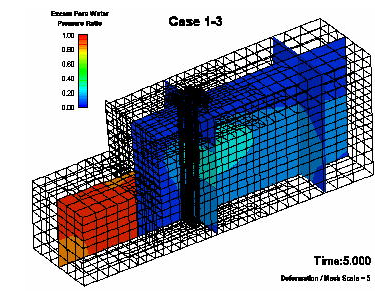 Excess Pore Water
Pressure Ratio
Case 1-3
1.00
0.80
0.60
0.40
0.20
0.00
Time:5.000
Deformation / Mesh Scale = 5